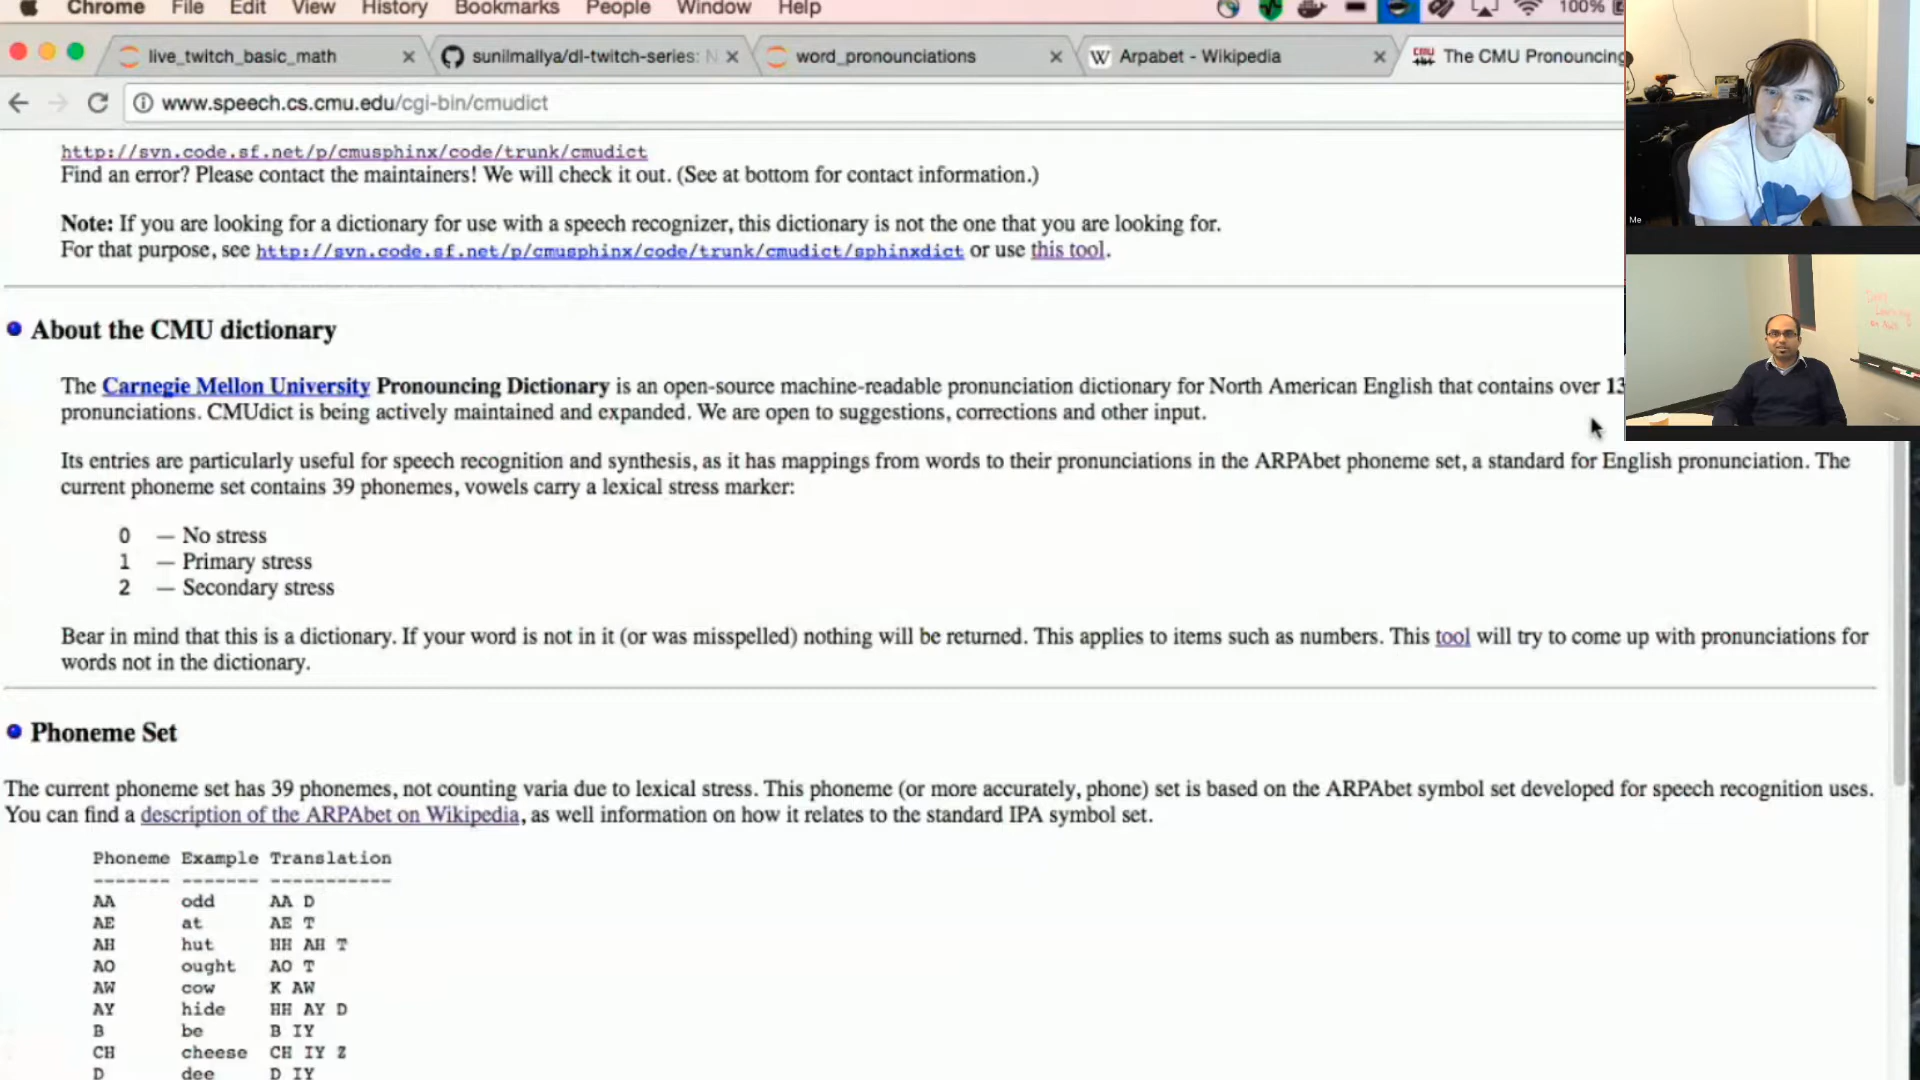 Chrome File Edit View History Bookmarks People Window Help 100%
live_twitch_basic_math
sunilmallya/dl-twitch-series: N
word_pronounciations
Arpabet - Wikipedia
The CMU Pronouncing
www.speech.cs.cmu.edu/cgi-bin/cmudict
http://svn.code.sf.net/p/cmusphinx/code/trunk/cmudict
Find an error? Please contact the maintainers! We will check it out. (See at bottom for contact information.)
Note: If you are looking for a dictionary for use with a speech recognizer, this dictionary is not the one that you are looking for.
For that purpose, see http://svn.code.sf.net/p/cmusphinx/code/trunk/cmudict/sphinxdict or use this tool.
About the CMU dictionary
The Carnegie Mellon University Pronouncing Dictionary is an open-source machine-readable pronunciation dictionary for North American English that contains over 13
pronunciations. CMUdict is being actively maintained and expanded. We are open to suggestions, corrections and other input.
Its entries are particularly useful for speech recognition and synthesis, as it has mappings from words to their pronunciations in the ARPAbet phoneme set, a standard for English pronunciation. The
current phoneme set contains 39 phonemes, vowels carry a lexical stress marker:
0 — No stress
1 — Primary stress
2 — Secondary stress
Bear in mind that this is a dictionary. If your word is not in it (or was misspelled) nothing will be returned. This applies to items such as numbers. This tool will try to come up with pronunciations for
words not in the dictionary.
Phoneme Set
The current phoneme set has 39 phonemes, not counting varia due to lexical stress. This phoneme (or more accurately, phone) set is based on the ARPAbet symbol set developed for speech recognition uses.
You can find a description of the ARPAbet on Wikipedia, as well information on how it relates to the standard IPA symbol set.
Phoneme Example Translation
------- ------- -----------
AA odd AA D
AE at AE T
AH hut HH AH T
AO ought AO T
AW cow K AW
AY hide HH AY D
B be B IY
CH cheese CH IY Z
D dee D IY
Me